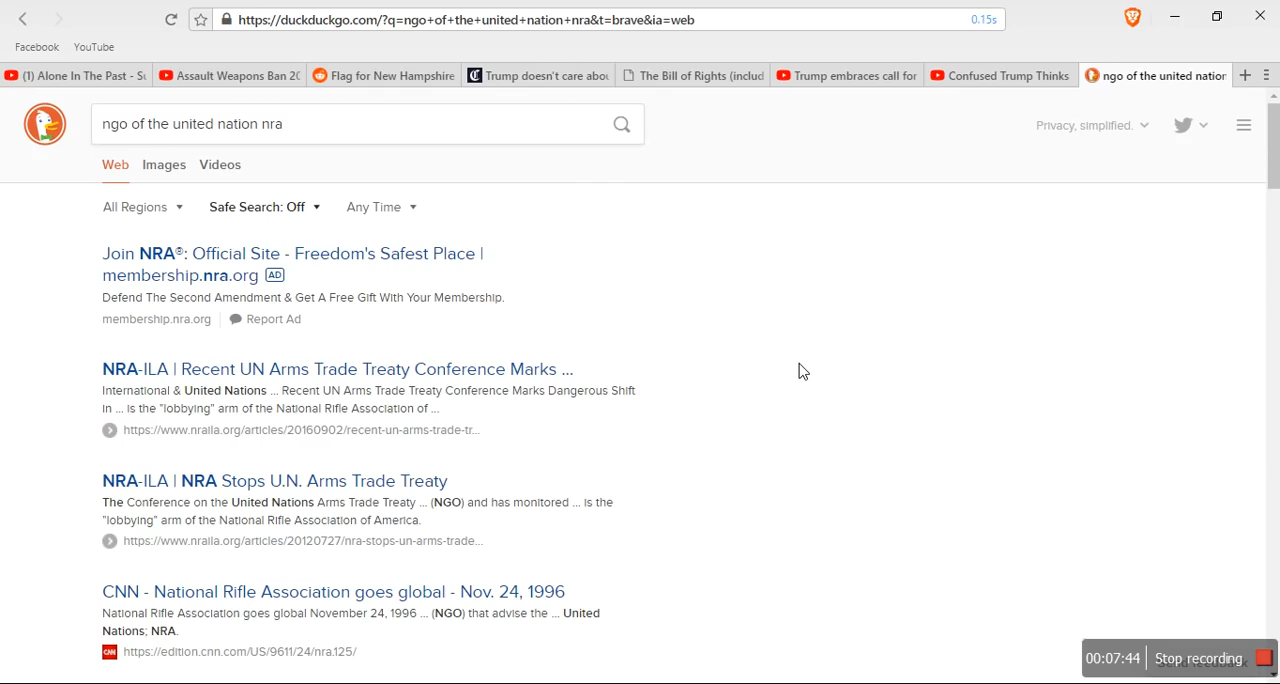 https://duckduckgo.com/?q=ngo+of+the+united+nation+nra&t=brave&ia=web
0.15s
Facebook
YouTube
(1) Alone In The Past - Su
Assault Weapons Ban 20
Flag for New Hampshire
Trump doesn't care abou
The Bill of Rights (includ
Trump embraces call for
Confused Trump Thinks
ngo of the united nation
ngo of the united nation nra
Privacy, simplified.
Web
Images
Videos
All Regions
Safe Search: Off
Any Time
Join NRA®: Official Site - Freedom's Safest Place |
membership.nra.org AD
Defend The Second Amendment & Get A Free Gift With Your Membership.
membership.nra.org
Report Ad
NRA-ILA | Recent UN Arms Trade Treaty Conference Marks ...
International & United Nations ... Recent UN Arms Trade Treaty Conference Marks Dangerous Shift
in ... is the "lobbying" arm of the National Rifle Association of ...
https://www.nraila.org/articles/20160902/recent-un-arms-trade-tr...
NRA-ILA | NRA Stops U.N. Arms Trade Treaty
The Conference on the United Nations Arms Trade Treaty ... (NGO) and has monitored ... is the
"lobbying" arm of the National Rifle Association of America.
https://www.nraila.org/articles/20120727/nra-stops-un-arms-trade...
CNN - National Rifle Association goes global - Nov. 24, 1996
National Rifle Association goes global November 24, 1996 ... (NGO) that advise the ... United
Nations; NRA.
CNN https://edition.cnn.com/US/9611/24/nra.125/
00:07:44
Stop recording